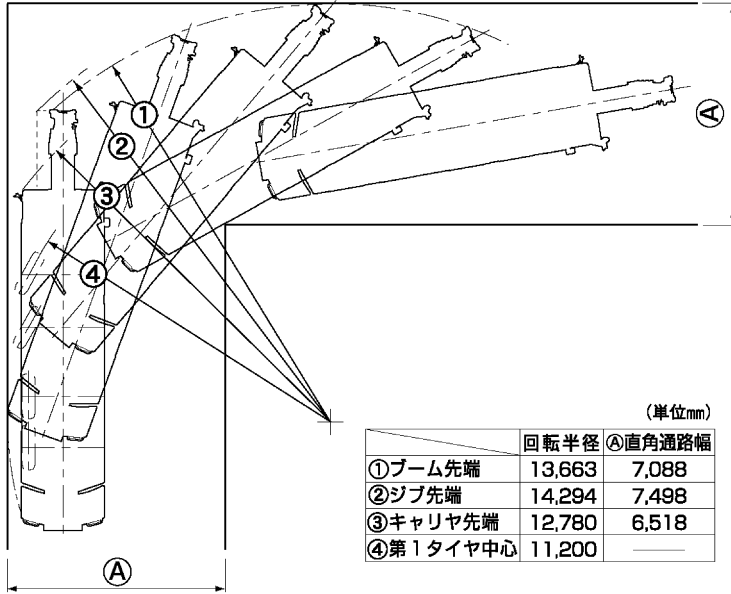 ①
②
③
④
Ⓐ
Ⓐ
(単位mm)
回転半径 Ⓐ直角通路幅
①ブーム先端 13,663 7,088
②ジブ先端 14,294 7,498
③キャリヤ先端 12,780 6,518
④第1タイヤ中心 11,200 ――